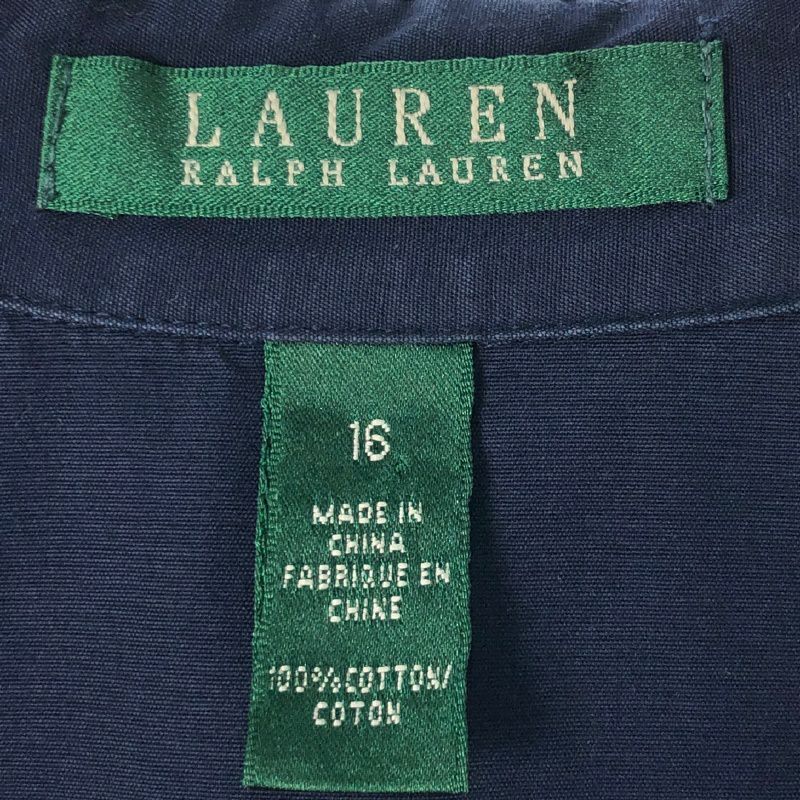 LAUREN
RALPH LAUREN
16
MADE IN
CHINA
FABRIQUE EN
CHINE
100%COTTON/
COTON